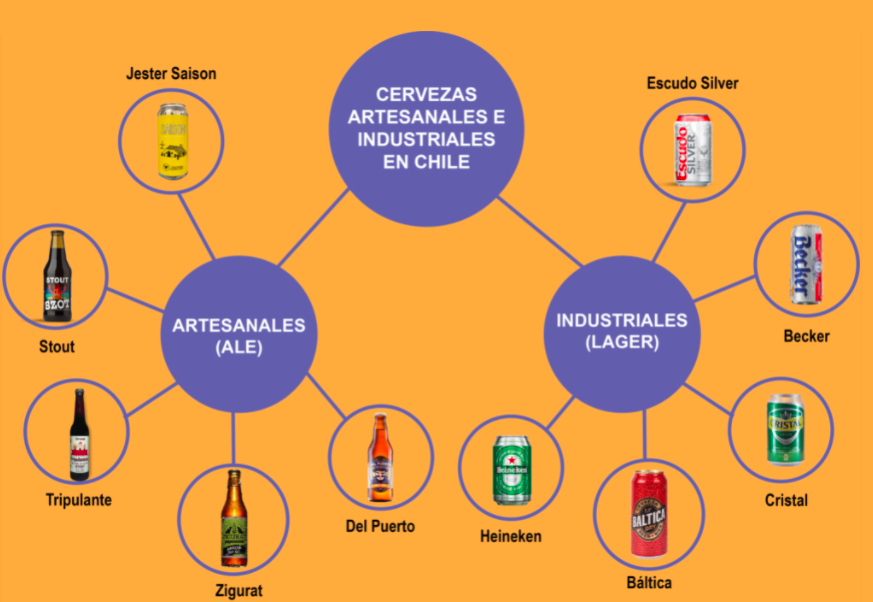 CERVEZAS
ARTESANALES E
INDUSTRIALES
EN CHILE
Jester Saison
Escudo Silver
Escudo
SILVER
Becker
Becker
STOUT
SZOT
Stout
ARTESANALES
(ALE)
INDUSTRIALES
(LAGER)
Tripulante
Zigurat
Del Puerto
Heineken
Heineken
BALTICA
Báltica
CRISTAL
Cristal